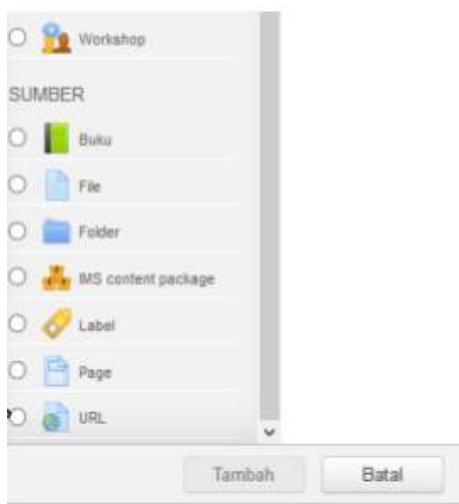 Workshop
SUMBER
Buku
File
Folder
IMS content package
Label
Page
URL
Tambah Batal